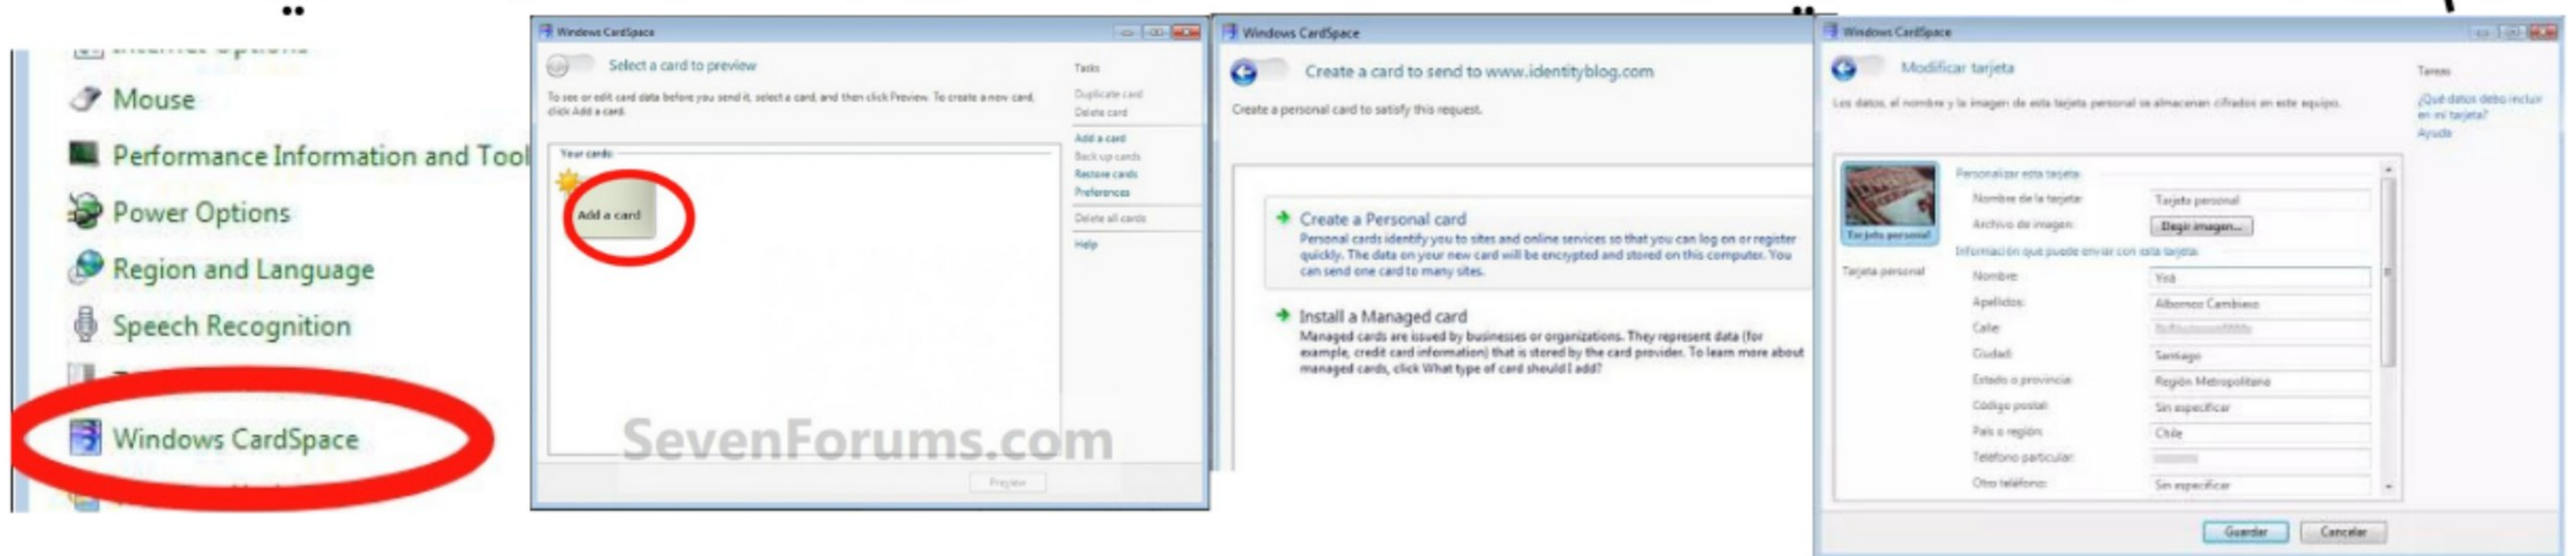 Mouse
Performance Information and Tool
Power Options
Region and Language
Speech Recognition
Windows CardSpace
Windows CardSpace
Select a card to preview
To see or edit card data before you send it, select a card, and then click Preview. To create a new card,
click Add a card.
Your cards:
Add a card
Tasks
Duplicate card
Delete card
Add a card
Back up cards
Restore cards
Preferences
Delete all cards
Help
SevenForums.com
Preview
Windows CardSpace
Create a card to send to www.identityblog.com
Create a personal card to satisfy this request.
Create a Personal card
Personal cards identify you to sites and online services so that you can log on or register
quickly. The data on your new card will be encrypted and stored on this computer. You
can send one card to many sites.
Install a Managed card
Managed cards are issued by businesses or organizations. They represent data (for
example, credit card information) that is stored by the card provider. To learn more about
managed cards, click What type of card should I add?
Windows CardSpace
Modificar tarjeta
Los datos, el nombre y la imagen de esta tarjeta personal se almacenan cifrados en este equipo.
Tareas
¿Qué datos debo incluir
en mi tarjeta?
Ayuda
Tarjeta personal
Tarjeta personal
Personalizar esta tarjeta:
Nombre de la tarjeta: Tarjeta personal
Archivo de imagen: Elegir imagen...
Información que puede enviar con esta tarjeta:
Nombre:
Apellidos: Albornoz
Calle:
Ciudad: Santiago
Estado o provincia: Región Metropolitana
Código postal: Sin especificar
País o región: Chile
Teléfono particular:
Otro teléfono: Sin especificar
Guardar
Cancelar